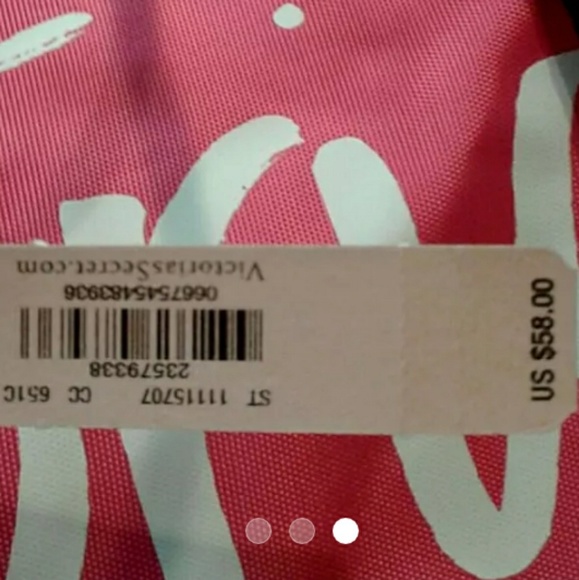 ST 11115707 CC 651C
23579338
0667545483936
VictoriasSecret.com
US $58.00